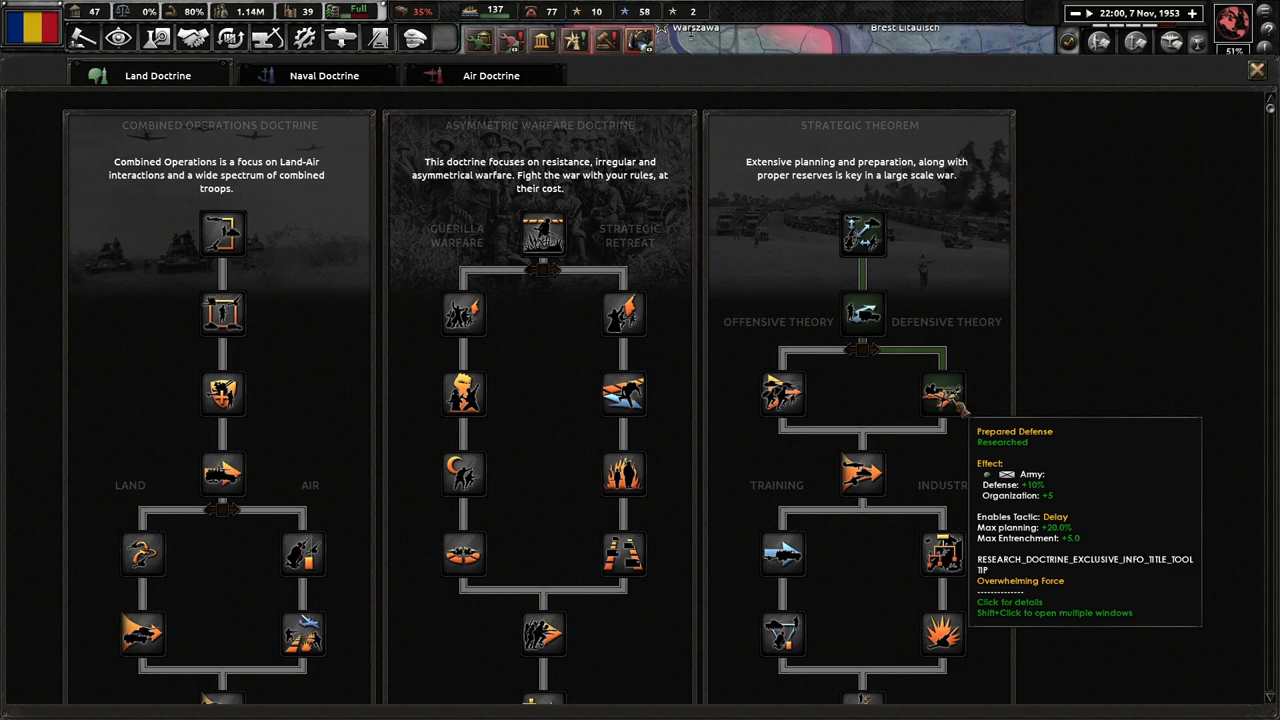 47
0%
80%
1.14M
39
Full
35%
137
77
10
58
2
22:00, 7 Nov, 1953
51%
Warszawa
Brest Litauisch
Land Doctrine
Naval Doctrine
Air Doctrine
COMBINED OPERATIONS DOCTRINE
Combined Operations is a focus on Land-Air
interactions and a wide spectrum of combined
troops.
LAND
AIR
ASYMMETRIC WARFARE DOCTRINE
This doctrine focuses on resistance, irregular and
asymmetrical warfare. Fight the war with your rules, at
their cost.
GUERILLA
WARFARE
STRATEGIC
RETREAT
STRATEGIC THEOREM
Extensive planning and preparation, along with
proper reserves is key in a large scale war.
OFFENSIVE THEORY
DEFENSIVE THEORY
TRAINING
INDUSTR
Prepared Defense
Researched
Effect:
Army:
Defense: +10%
Organization: +5
Enables Tactic: Delay
Max planning: +20.0%
Max Entrenchment: +5.0
RESEARCH_DOCTRINE_EXCLUSIVE_INFO_TITLE_TOOL
TIP
Overwhelming Force
--------------
Click for details
Shift+Click to open multiple windows